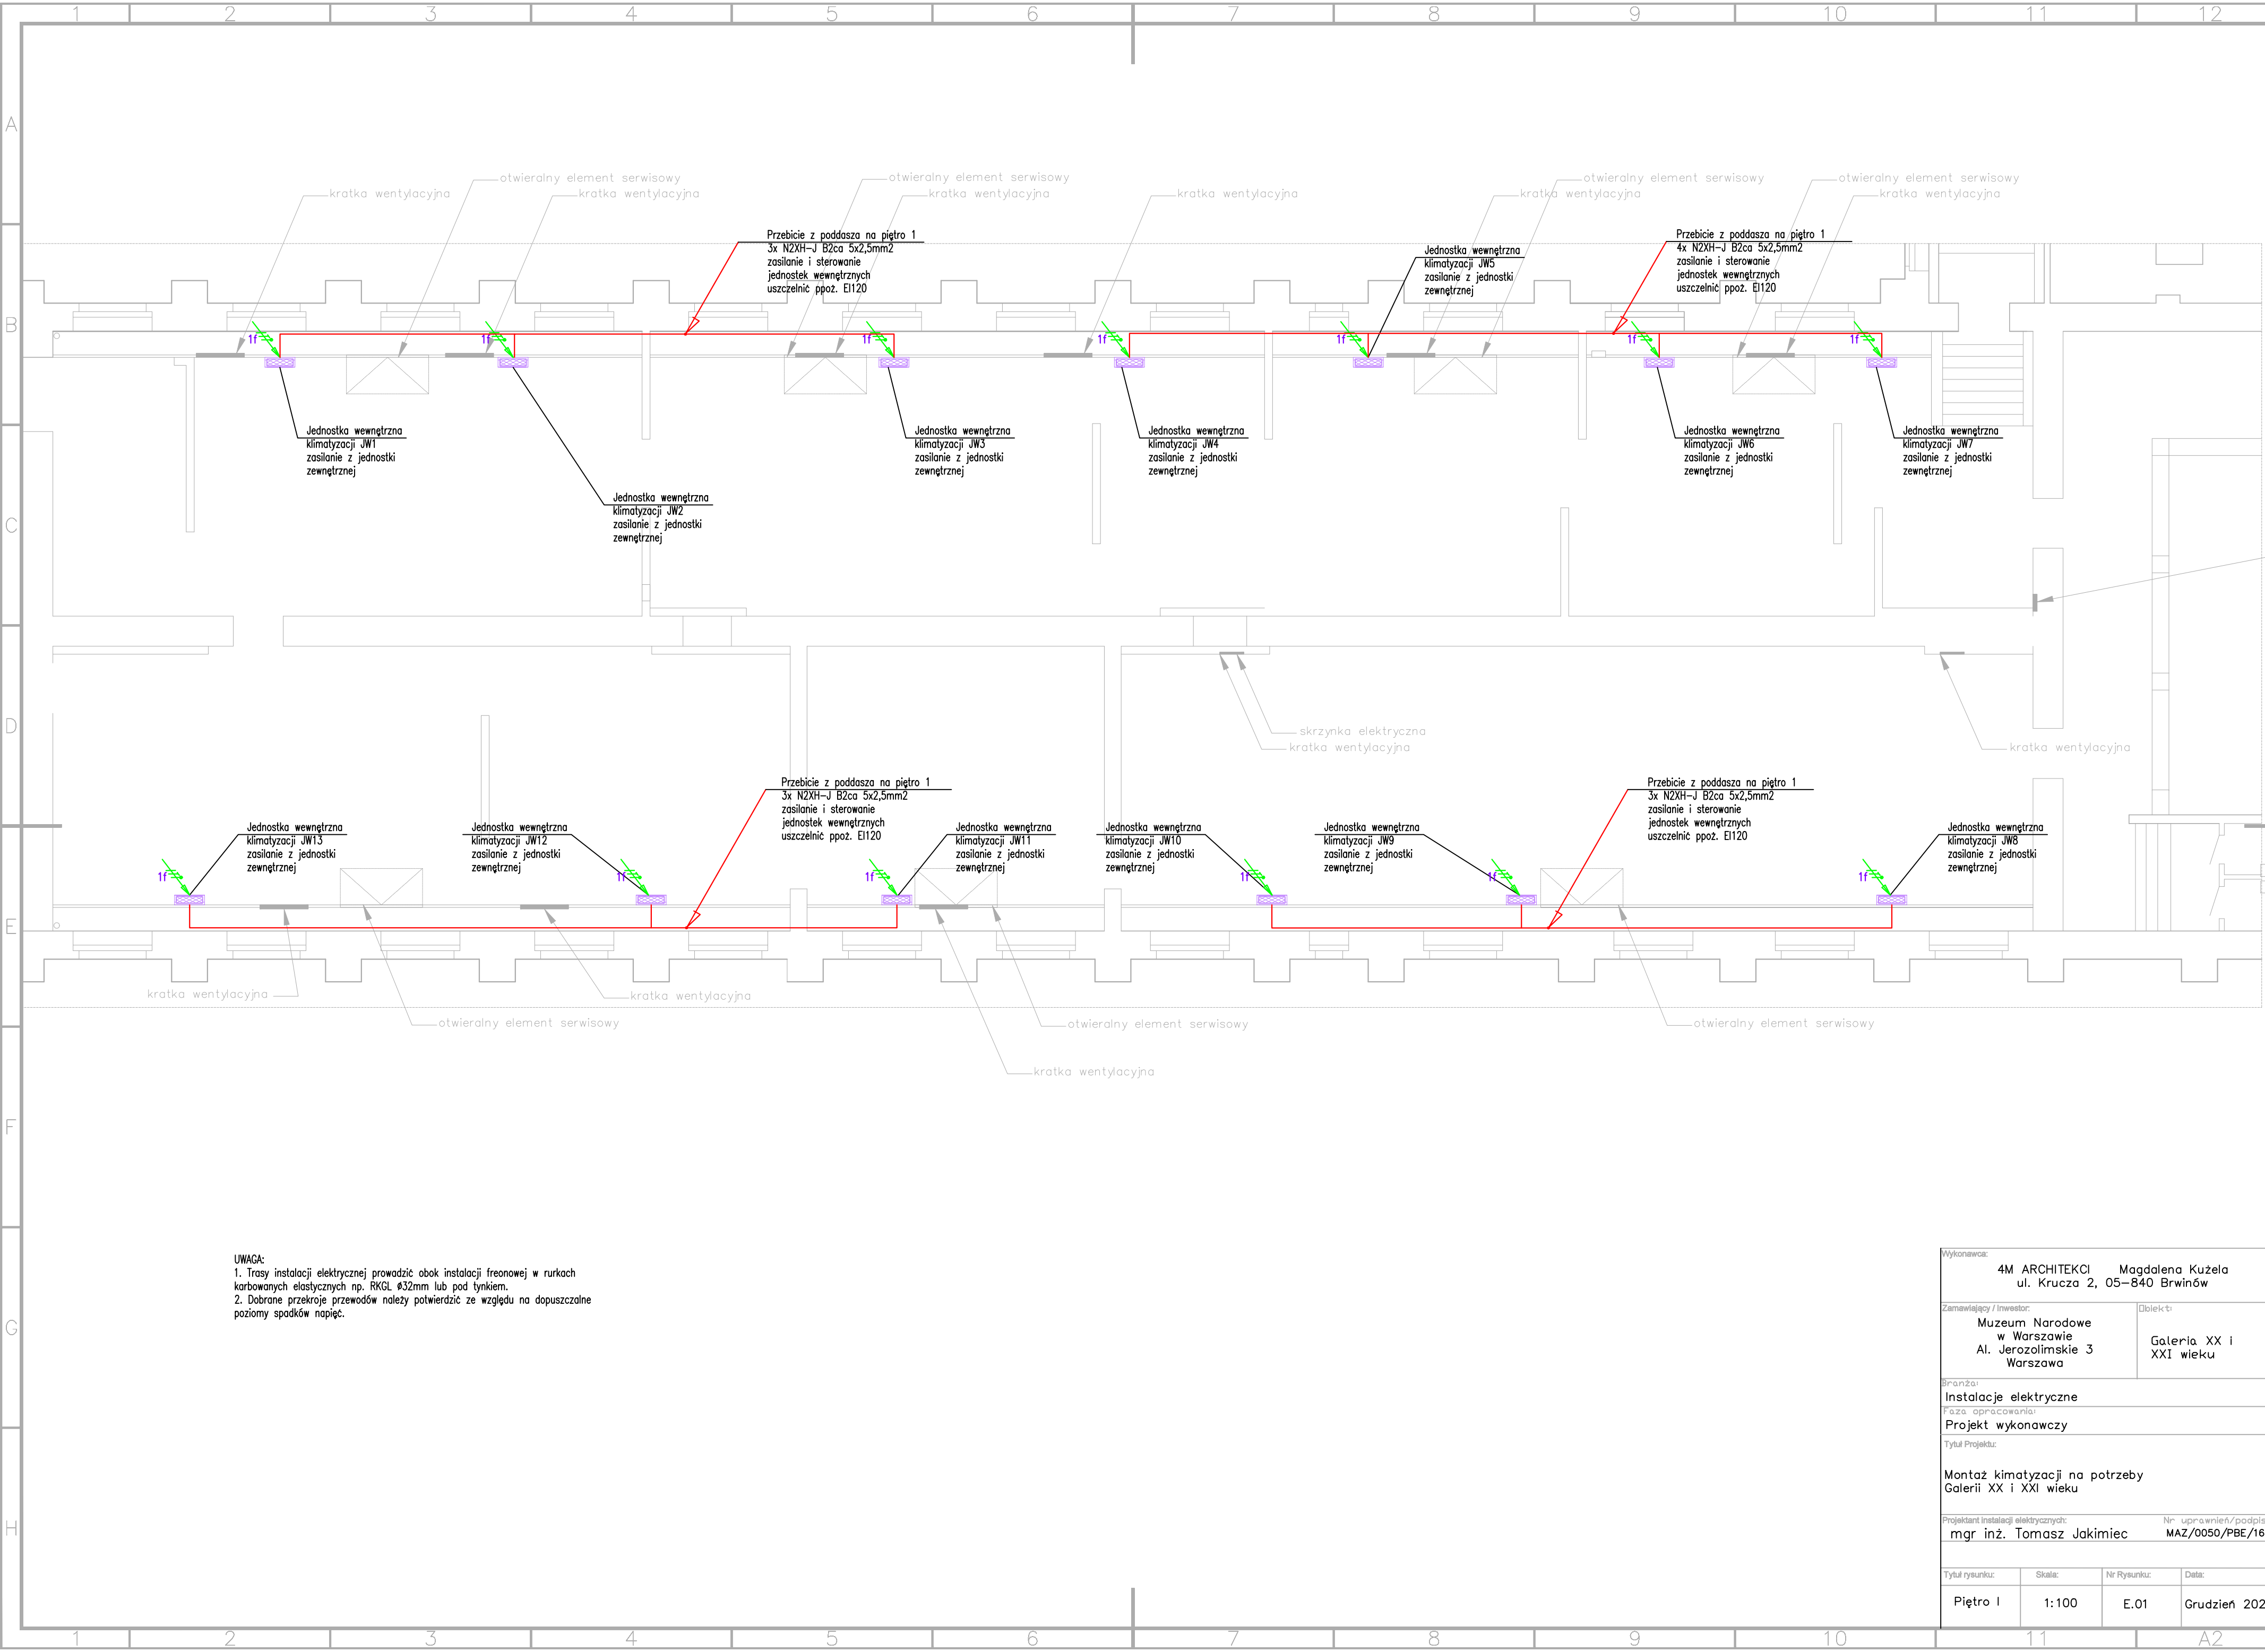 1 2 3 4 5 6 7 8 9 10 11 12
A
B
C
D
E
F
G
H
kratka wentylacyjna
otwieralny element serwisowy
kratka wentylacyjna
otwieralny element serwisowy
kratka wentylacyjna
kratka wentylacyjna
otwieralny element serwisowy
kratka wentylacyjna
otwieralny element serwisowy
kratka wentylacyjna
Przebicie z poddasza na piętro 1
3x N2XH-J B2ca 5x2,5mm2
zasilanie i sterowanie
jednostek wewnętrznych
uszczelnić ppoż. EI120
Jednostka wewnętrzna
klimatyzacji JW5
zasilanie z jednostki
zewnętrznej
Przebicie z poddasza na piętro 1
4x N2XH-J B2ca 5x2,5mm2
zasilanie i sterowanie
jednostek wewnętrznych
uszczelnić ppoż. EI120
1f
1f
1f
1f
1f
1f
1f
Jednostka wewnętrzna
klimatyzacji JW1
zasilanie z jednostki
zewnętrznej
Jednostka wewnętrzna
klimatyzacji JW2
zasilanie z jednostki
zewnętrznej
Jednostka wewnętrzna
klimatyzacji JW3
zasilanie z jednostki
zewnętrznej
Jednostka wewnętrzna
klimatyzacji JW4
zasilanie z jednostki
zewnętrznej
Jednostka wewnętrzna
klimatyzacji JW6
zasilanie z jednostki
zewnętrznej
Jednostka wewnętrzna
klimatyzacji JW7
zasilanie z jednostki
zewnętrznej
skrzynka elektryczna
kratka wentylacyjna
kratka wentylacyjna
Przebicie z poddasza na piętro 1
3x N2XH-J B2ca 5x2,5mm2
zasilanie i sterowanie
jednostek wewnętrznych
uszczelnić ppoż. EI120
Przebicie z poddasza na piętro 1
3x N2XH-J B2ca 5x2,5mm2
zasilanie i sterowanie
jednostek wewnętrznych
uszczelnić ppoż. EI120
Jednostka wewnętrzna
klimatyzacji JW13
zasilanie z jednostki
zewnętrznej
Jednostka wewnętrzna
klimatyzacji JW12
zasilanie z jednostki
zewnętrznej
Jednostka wewnętrzna
klimatyzacji JW11
zasilanie z jednostki
zewnętrznej
Jednostka wewnętrzna
klimatyzacji JW10
zasilanie z jednostki
zewnętrznej
Jednostka wewnętrzna
klimatyzacji JW9
zasilanie z jednostki
zewnętrznej
Jednostka wewnętrzna
klimatyzacji JW8
zasilanie z jednostki
zewnętrznej
1f
1f
1f
1f
1f
1f
kratka wentylacyjna
kratka wentylacyjna
otwieralny element serwisowy
otwieralny element serwisowy
otwieralny element serwisowy
kratka wentylacyjna
UWAGA:
1. Trasy instalacji elektrycznej prowadzić obok instalacji freonowej w rurkach
karbowanych elastycznych np. RKGL Ø32mm lub pod tynkiem.
2. Dobrane przekroje przewodów należy potwierdzić ze względu na dopuszczalne
poziomy spadków napięć.
Wykonawca:
4M ARCHITEKCI Magdalena Kużela
ul. Krucza 2, 05-840 Brwinów
Zamawiający / Inwestor:
Muzeum Narodowe
w Warszawie
Al. Jerozolimskie 3
Warszawa
Obiekt:
Galeria XX i
XXI wieku
Branża:
Instalacje elektryczne
Faza opracowania:
Projekt wykonawczy
Tytuł Projektu:
Montaż kimatyzacji na potrzeby
Galerii XX i XXI wieku
Projektant instalacji elektrycznych:
mgr inż. Tomasz Jakimiec
Nr uprawnień/podpis
MAZ/0050/PBE/16
Tytuł rysunku:
Piętro I
Skala:
1:100
Nr Rysunku:
E.01
Data:
Grudzień 202
1 2 3 4 5 6 7 8 9 10 11 A2